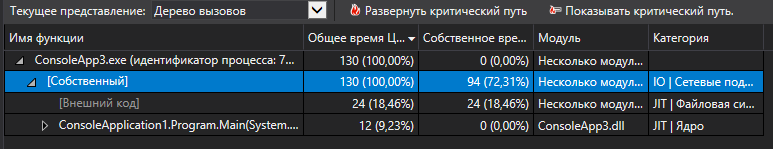 Текущее представление: Дерево вызовов Развернуть критический путь Показывать критический путь.
Имя функции Общее время Ц... Собственное вре... Модуль Категория
ConsoleApp3.exe (идентификатор процесса: 7... 130 (100,00%) 0 (0,00%) Несколько модул...
[Собственный] 130 (100,00%) 94 (72,31%) Несколько модул... IO | Сетевые под...
[Внешний код] 24 (18,46%) 24 (18,46%) Несколько модул... JIT | Файловая си...
ConsoleApplication1.Program.Main(System.... 12 (9,23%) 0 (0,00%) ConsoleApp3.dll JIT | Ядро